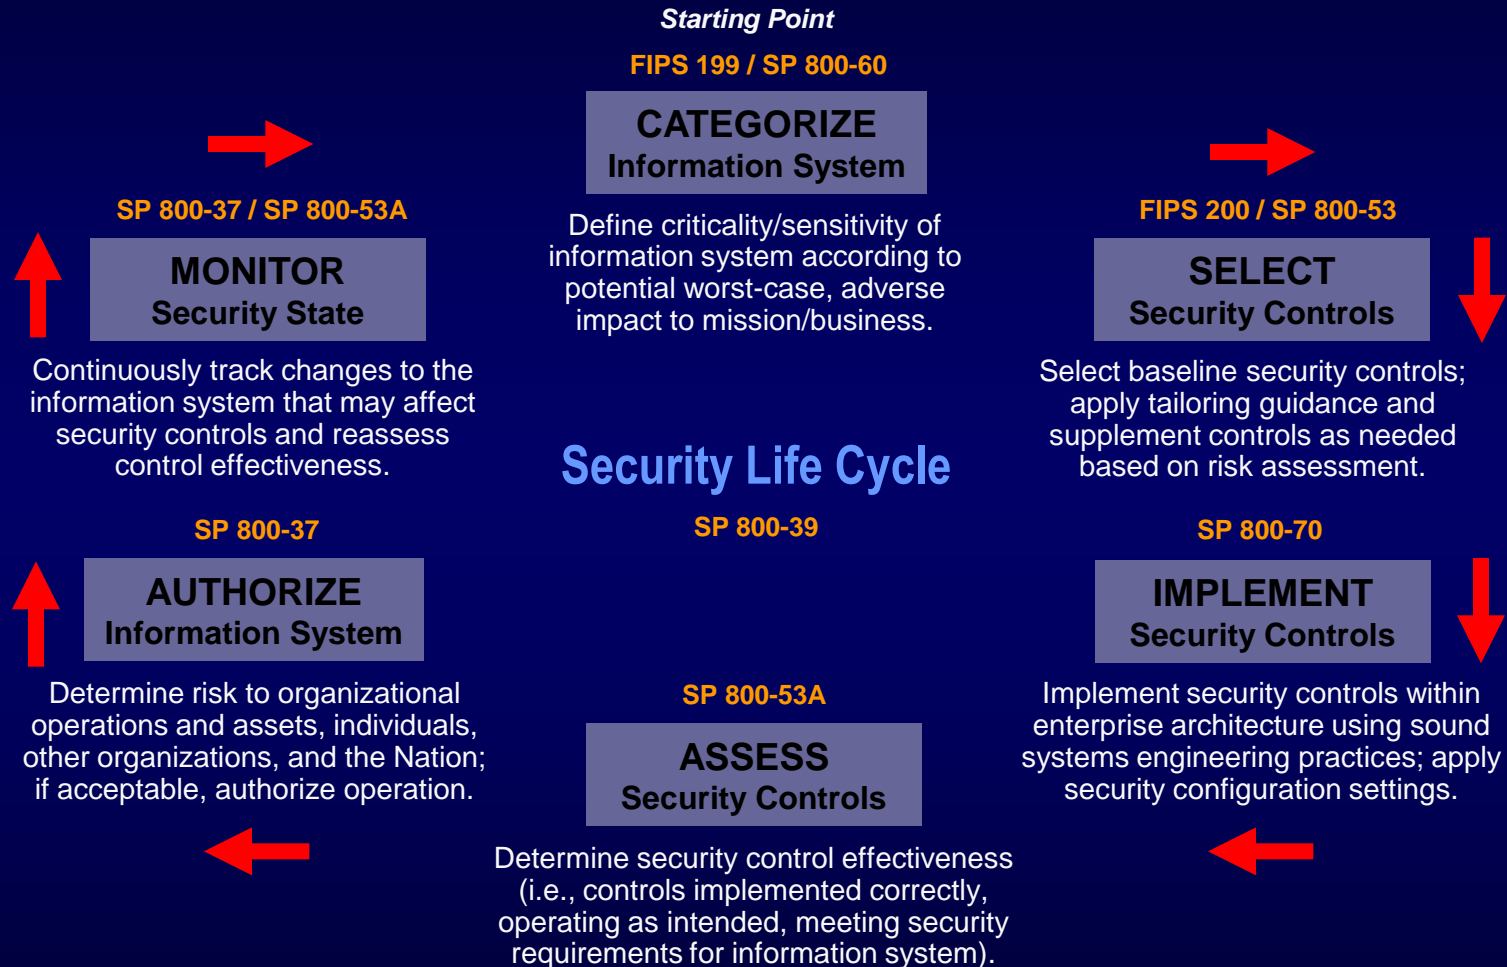 Starting Point
FIPS 199 / SP 800-60
CATEGORIZE
Information System
Define criticality/sensitivity of
information system according to
potential worst-case, adverse
impact to mission/business.
FIPS 200 / SP 800-53
SELECT
Security Controls
Select baseline security controls;
apply tailoring guidance and
supplement controls as needed
based on risk assessment.
SP 800-70
IMPLEMENT
Security Controls
Implement security controls within
enterprise architecture using sound
systems engineering practices; apply
security configuration settings.
SP 800-53A
ASSESS
Security Controls
Determine security control effectiveness
(i.e., controls implemented correctly,
operating as intended, meeting security
requirements for information system).
SP 800-37
AUTHORIZE
Information System
Determine risk to organizational
operations and assets, individuals,
other organizations, and the Nation;
if acceptable, authorize operation.
SP 800-37 / SP 800-53A
MONITOR
Security State
Continuously track changes to the
information system that may affect
security controls and reassess
control effectiveness.
Security Life Cycle
SP 800-39